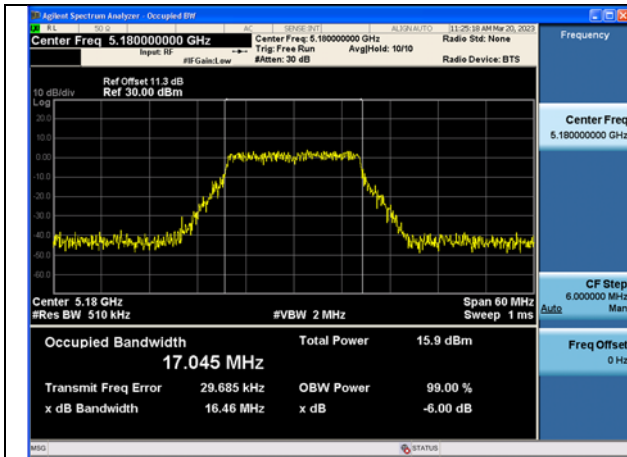 Agilent Spectrum Analyzer - Occupied BW
RL 50 Ω AC SENSE:INT ALIGN AUTO 11:25:18 AM Mar 20, 2023
Center Freq 5.180000000 GHz
Center Freq: 5.180000000 GHz
Radio Std: None
Input: RF
Trig: Free Run
Avg|Hold: 10/10
#IFGain:Low
#Atten: 30 dB
Radio Device: BTS
Ref Offset 11.3 dB
10 dB/div Ref 30.00 dBm
Log
20.0
10.0
0.00
-10.0
-20.0
-30.0
-40.0
-50.0
-60.0
Center 5.18 GHz
Span 60 MHz
#Res BW 510 kHz
#VBW 2 MHz
Sweep 1 ms
Occupied Bandwidth
Total Power 15.9 dBm
17.045 MHz
Transmit Freq Error 29.685 kHz
OBW Power 99.00 %
x dB Bandwidth 16.46 MHz
x dB -6.00 dB
MSG
STATUS
Frequency
Center Freq
5.180000000 GHz
CF Step
6.000000 MHz
Auto Man
Freq Offset
0 Hz